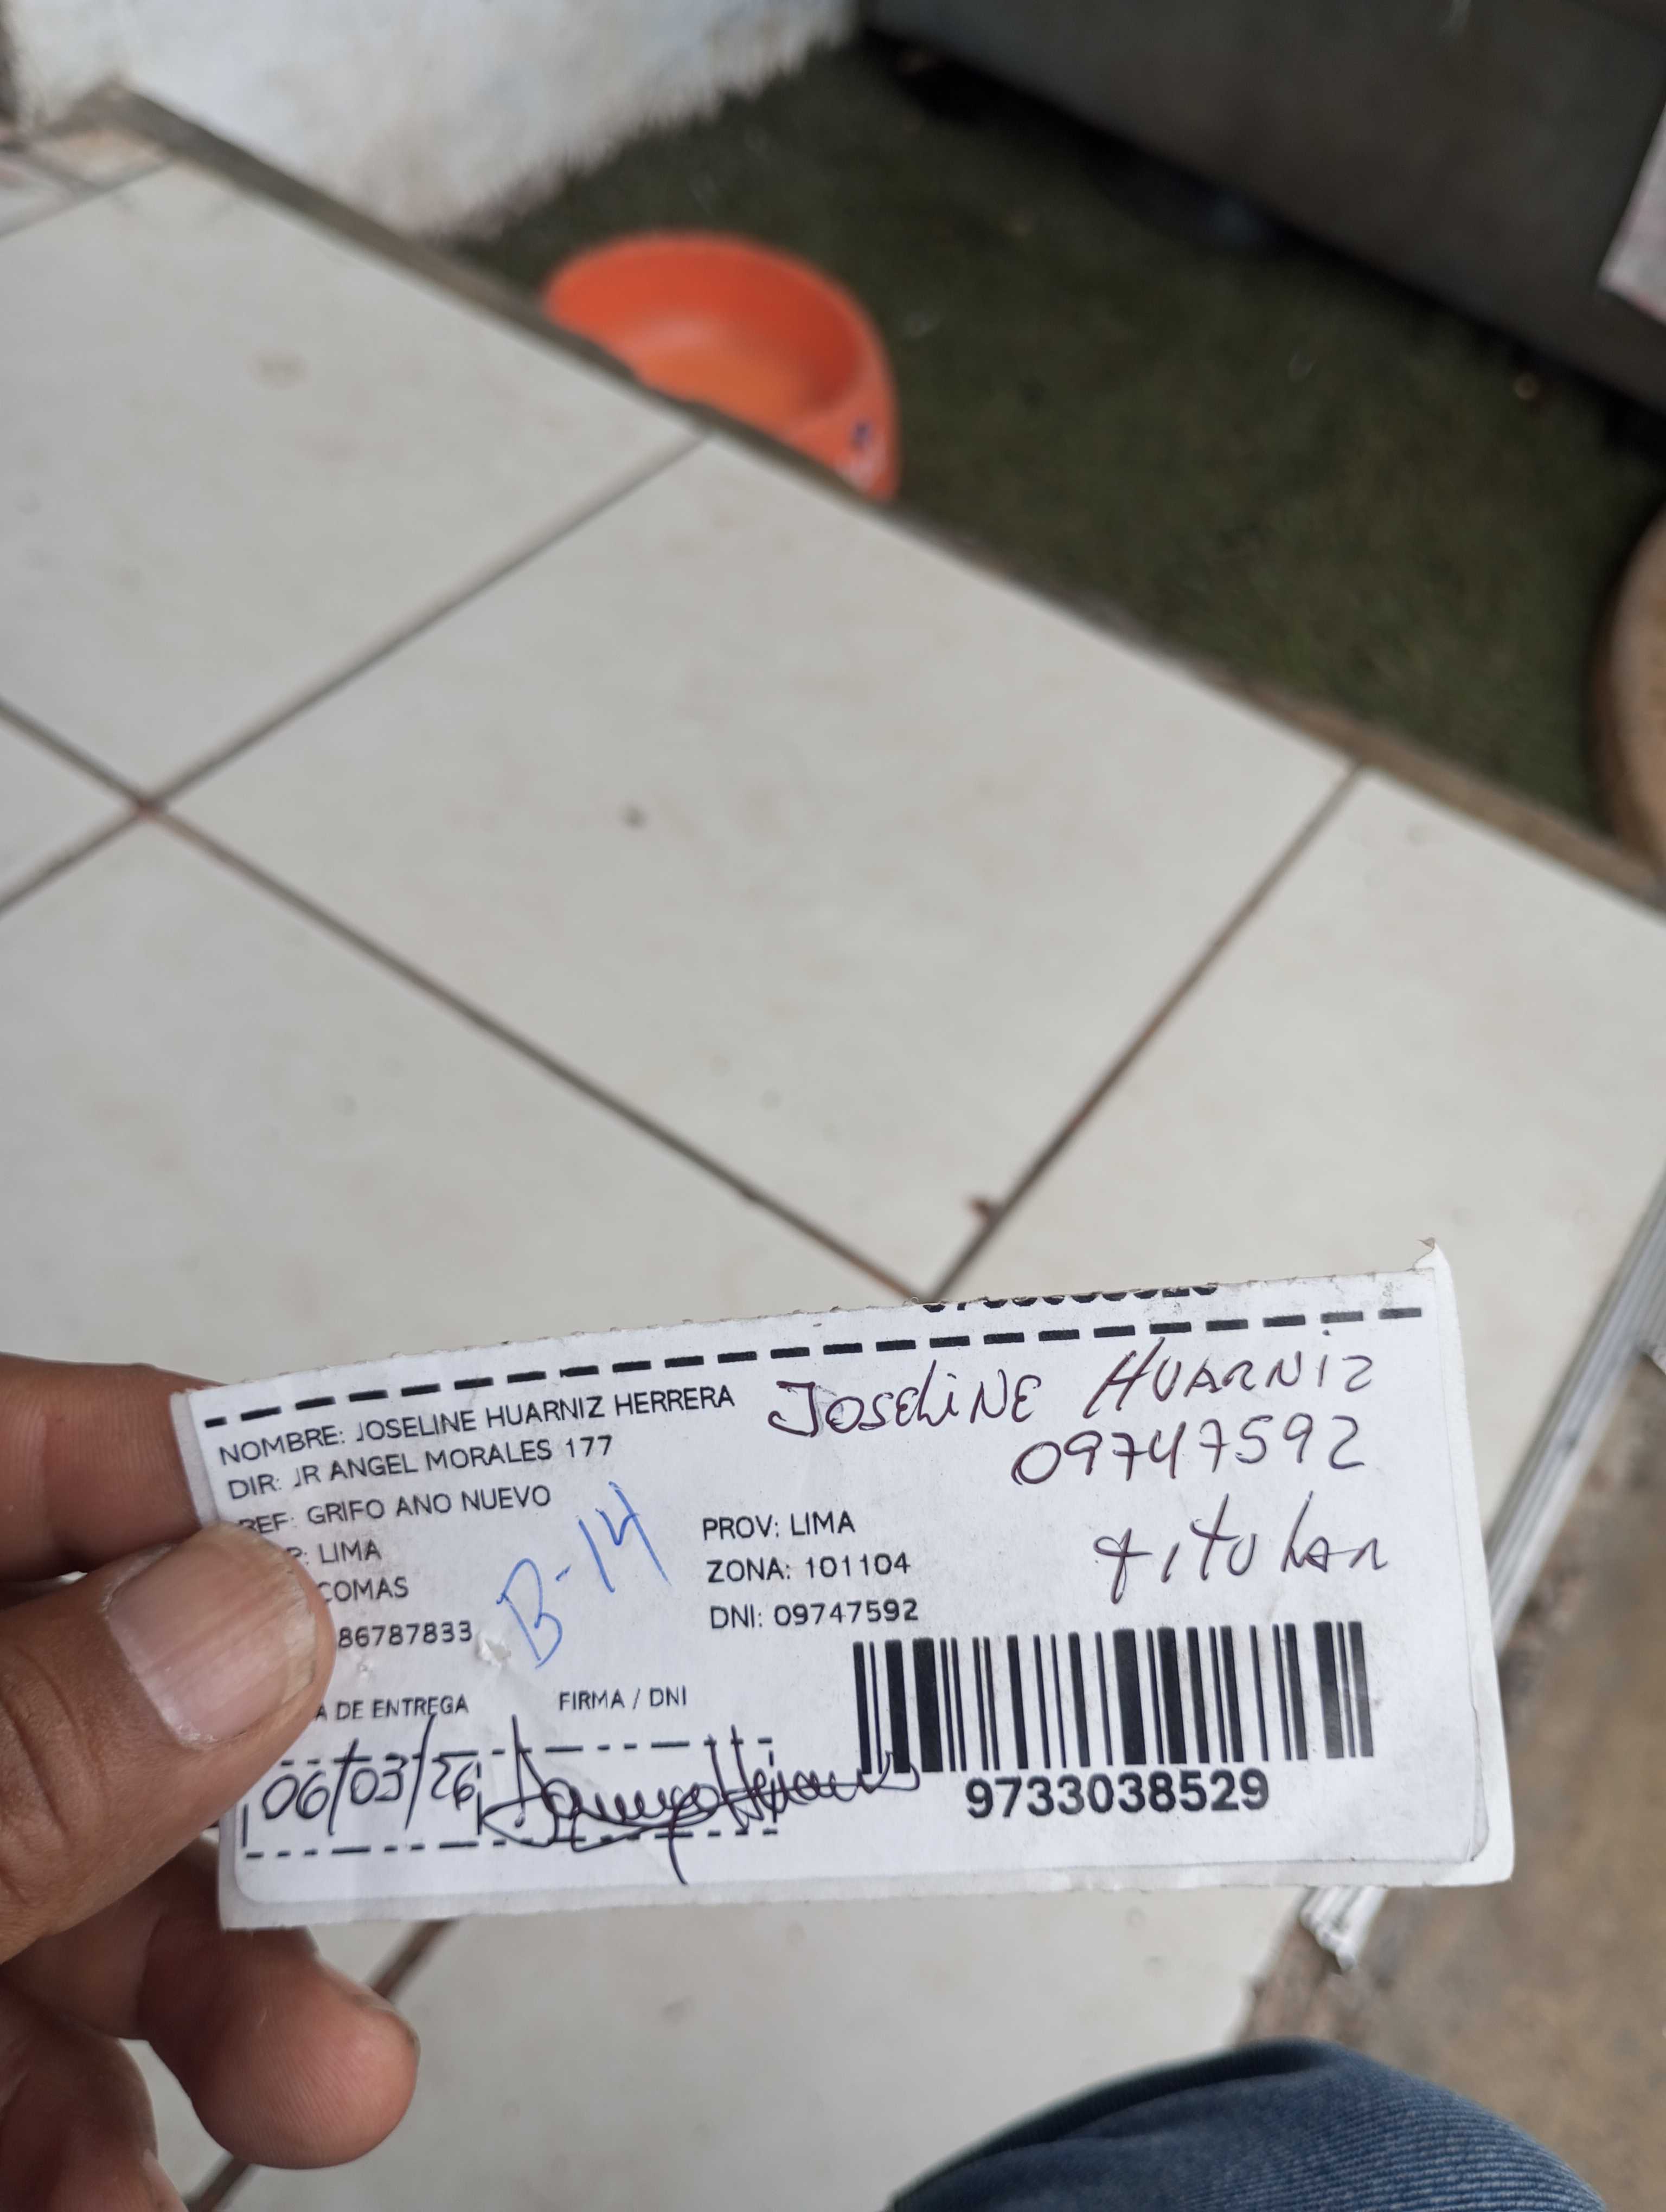 NOMBRE: JOSELINE HUARNIZ HERRERA
DIR: JR ANGEL MORALES 177
REF: GRIFO ANO NUEVO
P: LIMA
COMAS
86787833
B-14
PROV: LIMA
ZONA: 101104
DNI: 09747592
JOSELINE HUARNIZ
09747592
titular
A DE ENTREGA
FIRMA / DNI
06/03/26
9733038529